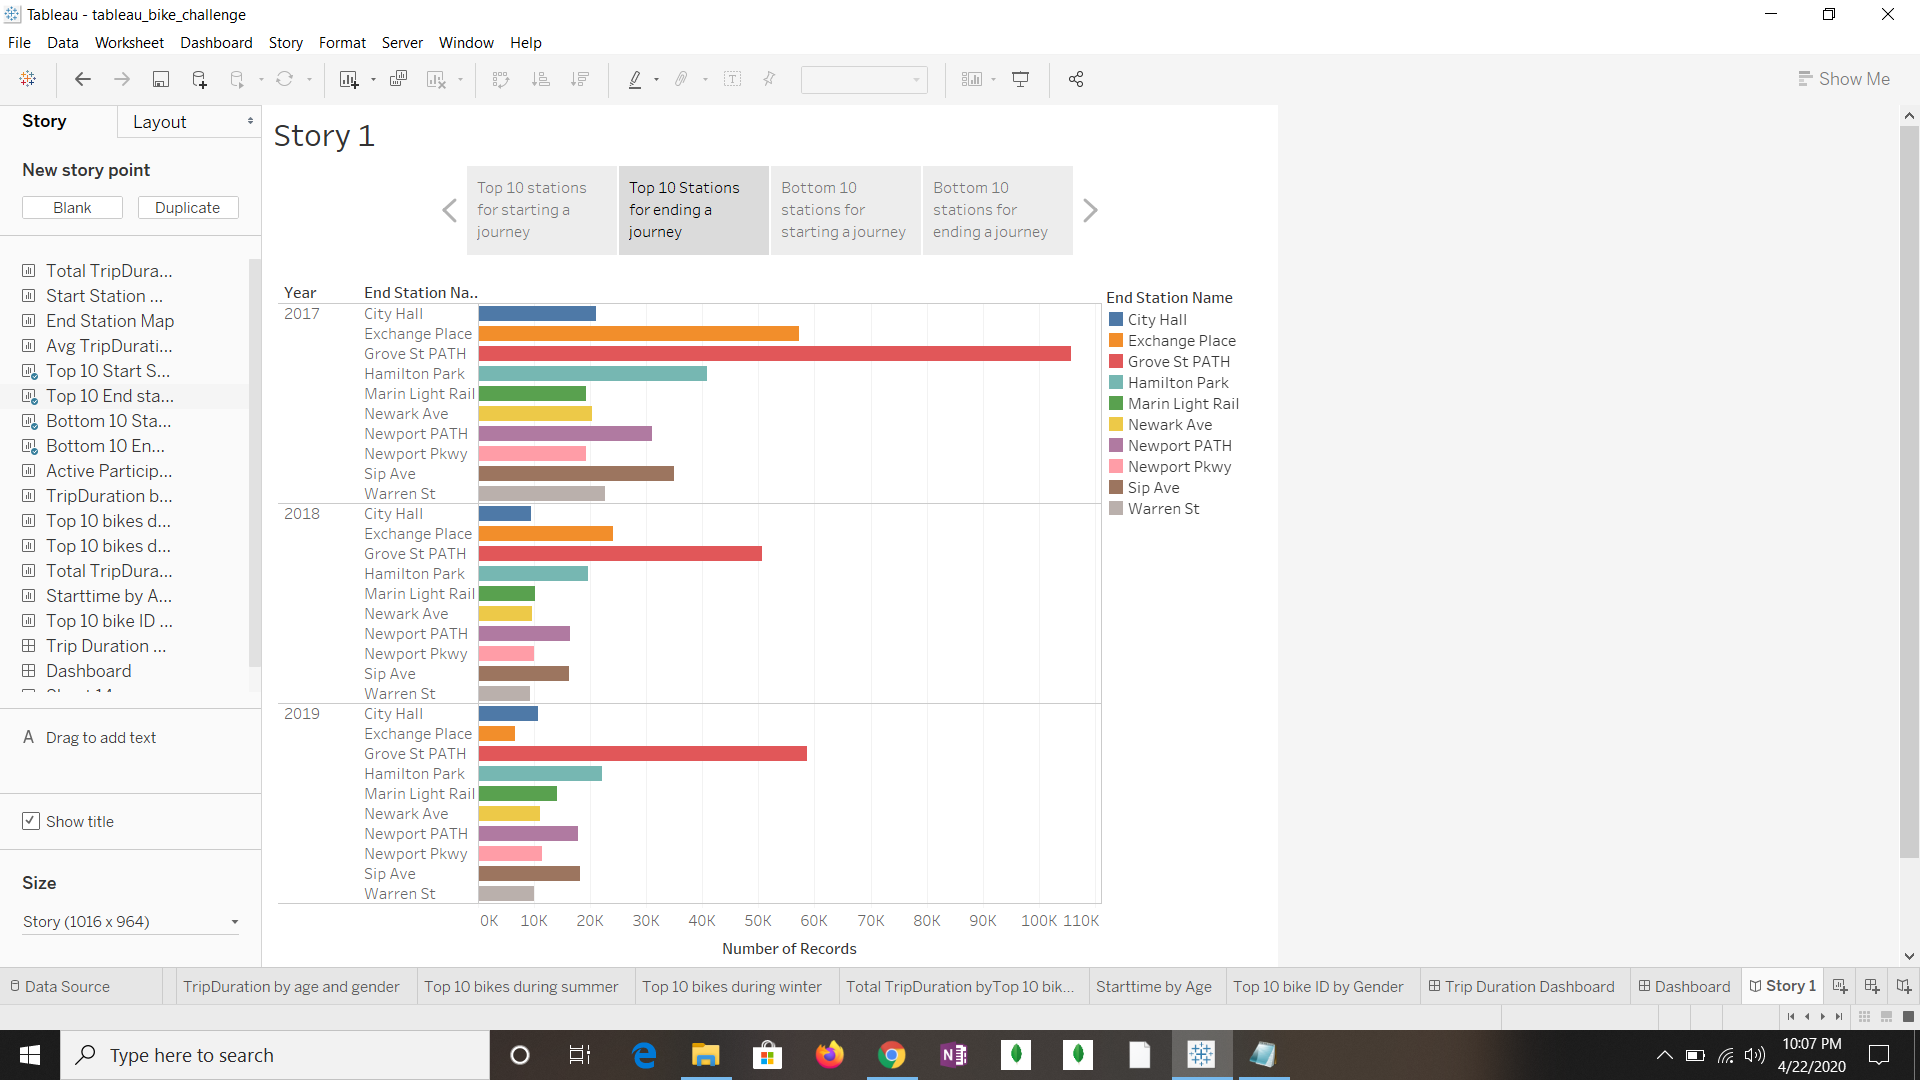 Tableau - tableau_bike_challenge
File Data Worksheet Dashboard Story Format Server Window Help
Show Me
Story Layout
New story point
Blank Duplicate
Total TripDura...
Start Station ...
End Station Map
Avg TripDurati...
Top 10 Start S...
Top 10 End sta...
Bottom 10 Sta...
Bottom 10 En...
Active Particip...
TripDuration b...
Top 10 bikes d...
Top 10 bikes d...
Total TripDura...
Starttime by A...
Top 10 bike ID ...
Trip Duration ...
Dashboard
A Drag to add text
Show title
Size
Story (1016 x 964)
Story 1
Top 10 stations
for starting a
journey
Top 10 Stations
for ending a
journey
Bottom 10
stations for
starting a journey
Bottom 10
stations for
ending a journey
Year End Station Na..
2017 City Hall
Exchange Place
Grove St PATH
Hamilton Park
Marin Light Rail
Newark Ave
Newport PATH
Newport Pkwy
Sip Ave
Warren St
2018 City Hall
Exchange Place
Grove St PATH
Hamilton Park
Marin Light Rail
Newark Ave
Newport PATH
Newport Pkwy
Sip Ave
Warren St
2019 City Hall
Exchange Place
Grove St PATH
Hamilton Park
Marin Light Rail
Newark Ave
Newport PATH
Newport Pkwy
Sip Ave
Warren St
0K 10K 20K 30K 40K 50K 60K 70K 80K 90K 100K 110K
Number of Records
End Station Name
City Hall
Exchange Place
Grove St PATH
Hamilton Park
Marin Light Rail
Newark Ave
Newport PATH
Newport Pkwy
Sip Ave
Warren St
Data Source TripDuration by age and gender Top 10 bikes during summer Top 10 bikes during winter Total TripDuration byTop 10 bik... Starttime by Age Top 10 bike ID by Gender Trip Duration Dashboard Dashboard Story 1
Type here to search
10:07 PM
4/22/2020